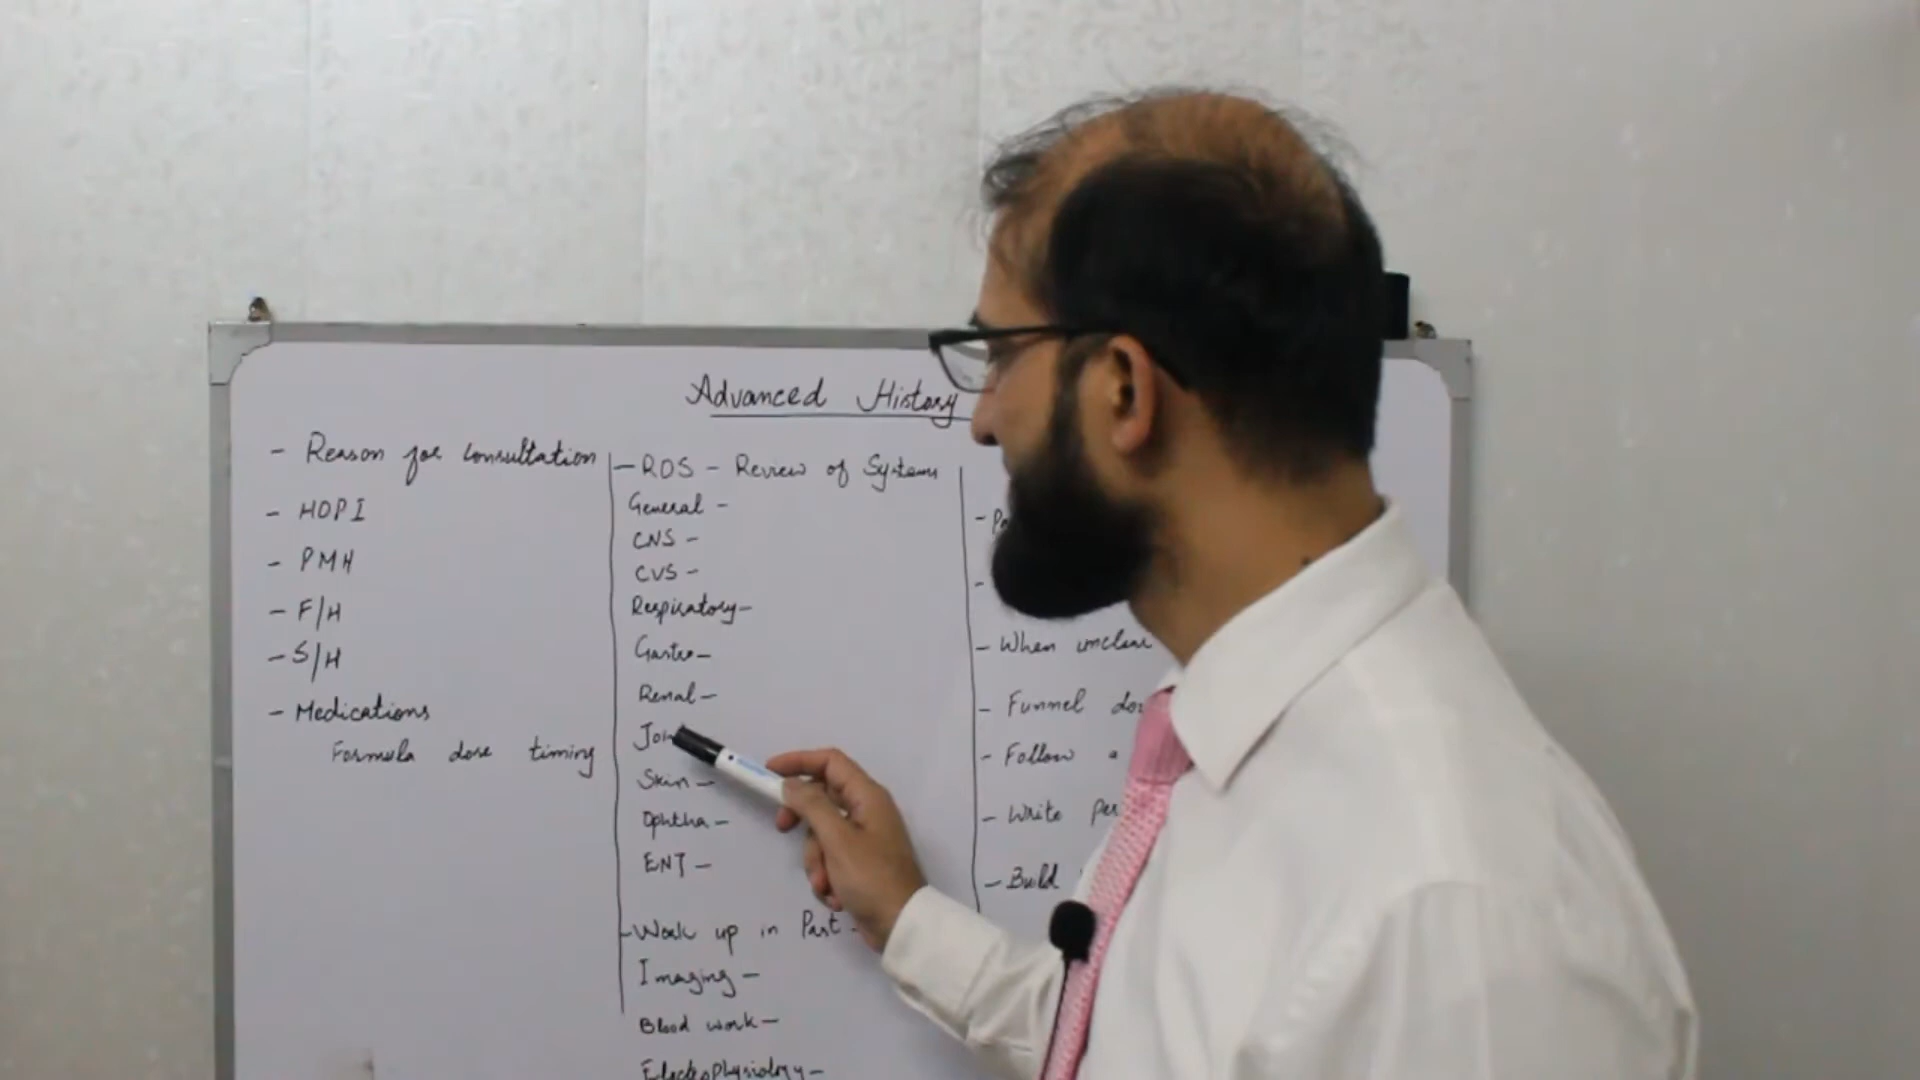 Advanced History
- Reason for consultation
- HOPI
- PMH
- F/H
- S/H
- Medications
Formula dose timing
- ROS - Review of Systems
General -
CNS -
CVS -
Respiratory -
Gastro -
Renal -
Skin -
Ophtha -
ENT -
- Work up in Past -
Imaging -
Blood work -
Electrophysiology -
- When unclear
- Funnel
- Follow a
- Write
- Build